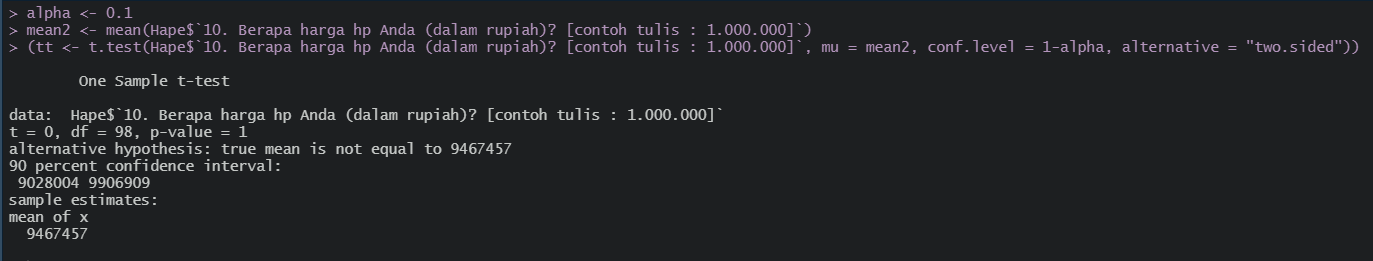 > alpha <- 0.1
> mean2 <- mean(Hape$`10. Berapa harga hp Anda (dalam rupiah)? [contoh tulis : 1.000.000]`)
> (tt <- t.test(Hape$`10. Berapa harga hp Anda (dalam rupiah)? [contoh tulis : 1.000.000]`, mu = mean2, conf.level = 1-alpha, alternative = "two.sided"))
One Sample t-test
data:  Hape$`10. Berapa harga hp Anda (dalam rupiah)? [contoh tulis : 1.000.000]`
t = 0, df = 98, p-value = 1
alternative hypothesis: true mean is not equal to 9467457
90 percent confidence interval:
9028004 9906909
sample estimates:
mean of x
9467457